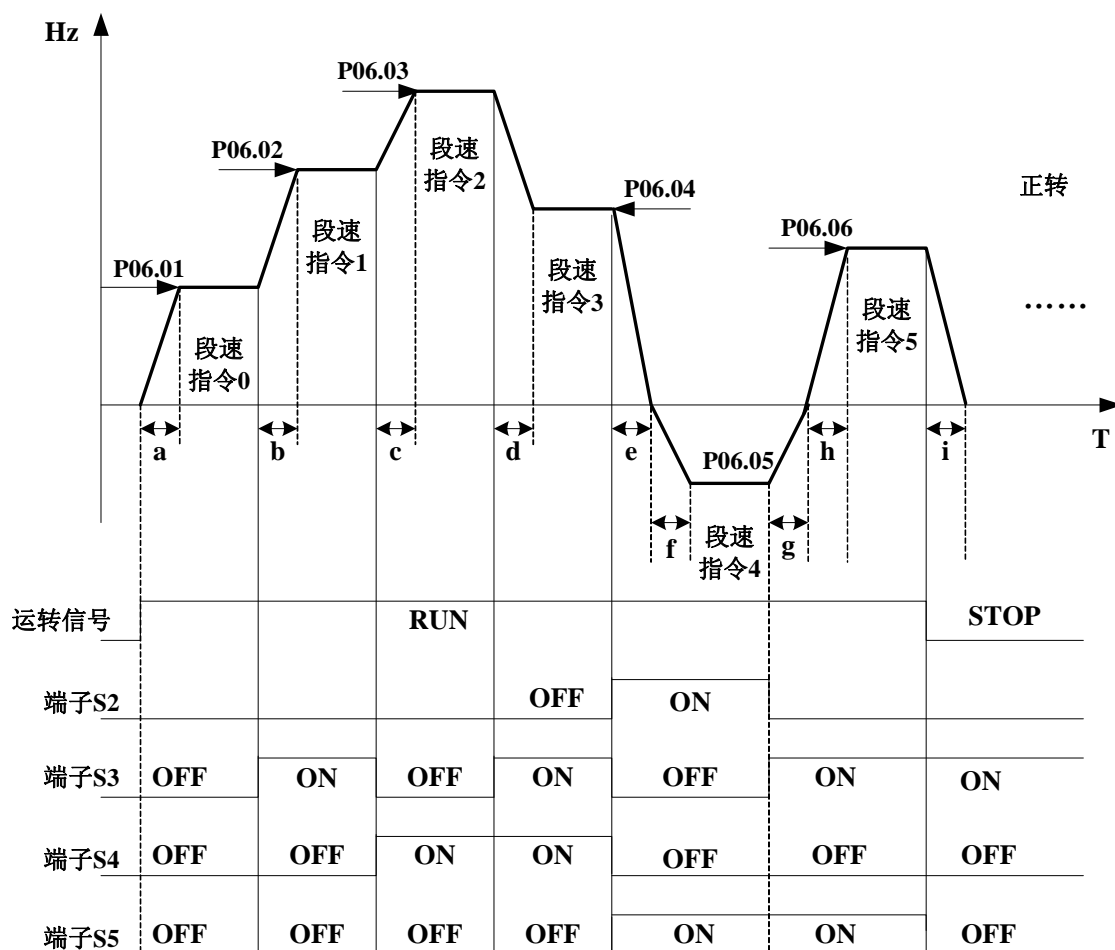 Hz
P06.03
段速
指令2
P06.02
P06.04
正转
段速
指令1
P06.06
P06.01
段速
指令3
段速
指令5
……
段速
指令0
T
a
b
c
d
e
P06.05
h
i
f
段速
指令4
g
运转信号
RUN
STOP
端子S2
OFF
ON
端子S3
OFF
ON
OFF
ON
OFF
ON
ON
端子S4
OFF
OFF
ON
ON
OFF
OFF
OFF
端子S5
OFF
OFF
OFF
OFF
ON
ON
OFF